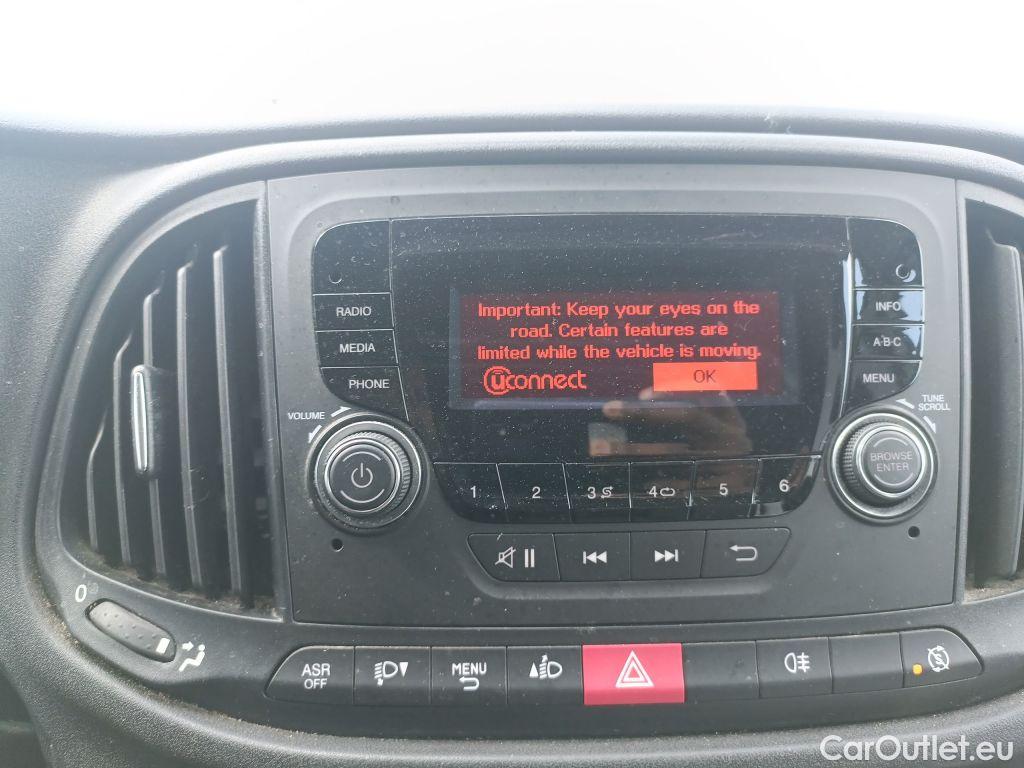 RADIO
MEDIA
PHONE
VOLUME
Important: Keep your eyes on the
road. Certain features are
limited while the vehicle is moving.
uconnect
OK
INFO
A·B·C
MENU
TUNE
SCROLL
BROWSE
ENTER
1
2
3
4
5
6
0
ASR
OFF
MENU
CarOutlet.eu